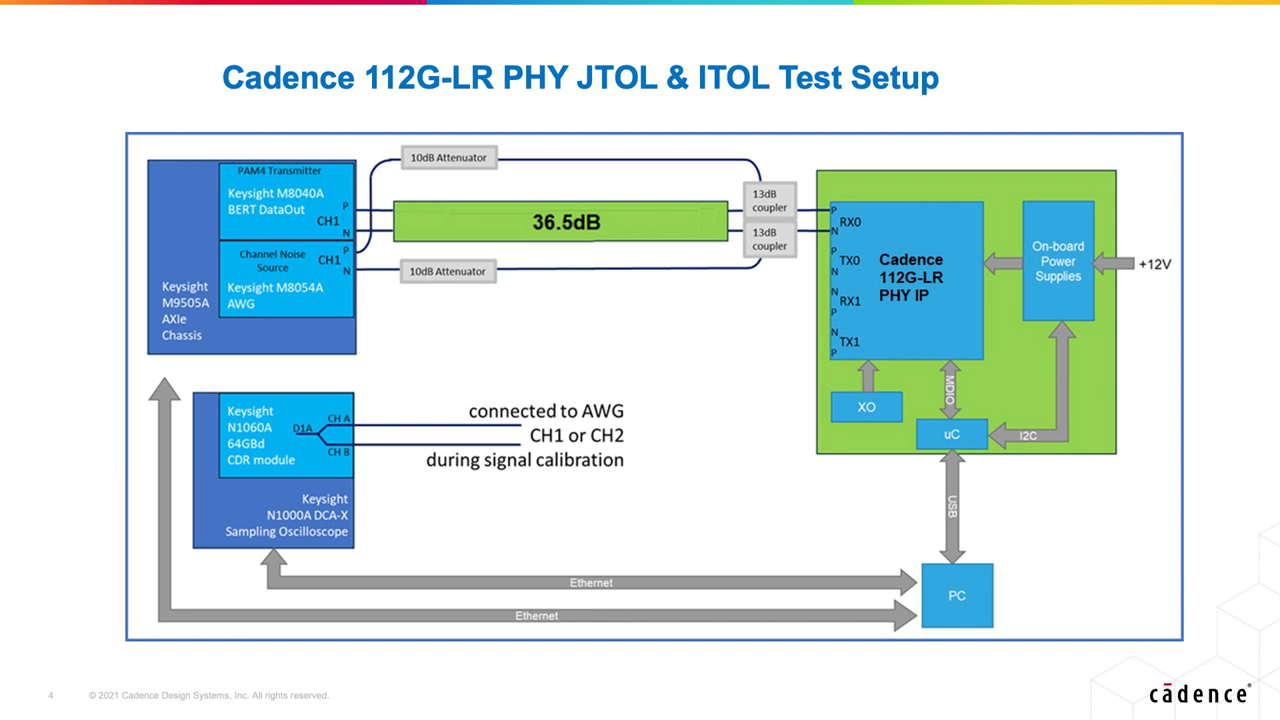 Cadence 112G-LR PHY JTOL & ITOL Test Setup
PAM4 Transmitter
Keysight M8040A
BERT DataOut
P
CH1
N
Channel Noise
Source
P
CH1
N
Keysight M8054A
AWG
Keysight
M9505A
AXIe
Chassis
10dB Attenuator
36.5dB
10dB Attenuator
13dB
coupler
13dB
coupler
P
RX0
N
P
TX0
N
N
RX1
P
N
TX1
P
Cadence
112G-LR
PHY IP
On-board
Power
Supplies
+12V
XO
MDIO
uC
I2C
USB
PC
Keysight
N1060A
64GBd
CDR module
D1A
CH A
CH B
Keysight
N1000A DCA-X
Sampling Oscilloscope
connected to AWG
CH1 or CH2
during signal calibration
Ethernet
Ethernet
4
© 2021 Cadence Design Systems, Inc. All rights reserved.
cādence®